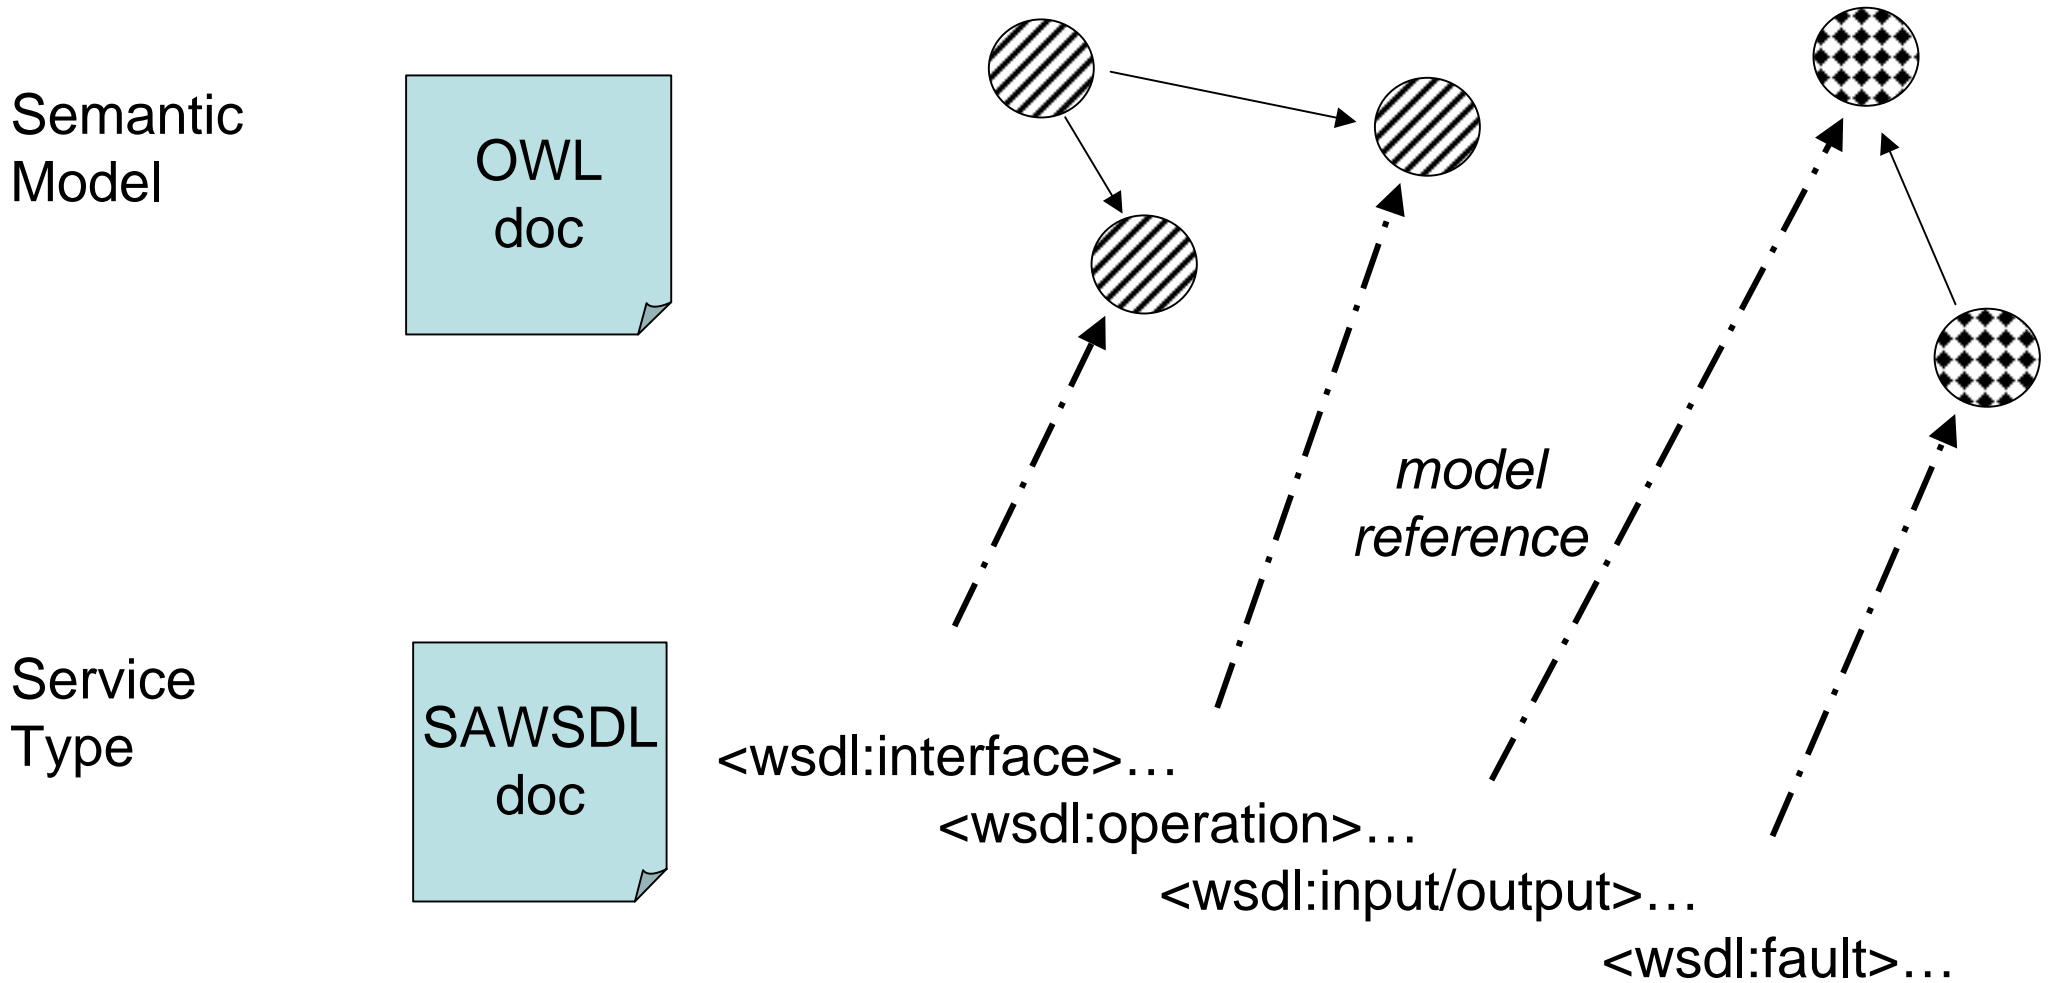 Semantic
Model
OWL
doc
model
reference
Service
Type
SAWSDL
doc
<wsdl:interface>…
<wsdl:operation>…
<wsdl:input/output>…
<wsdl:fault>…